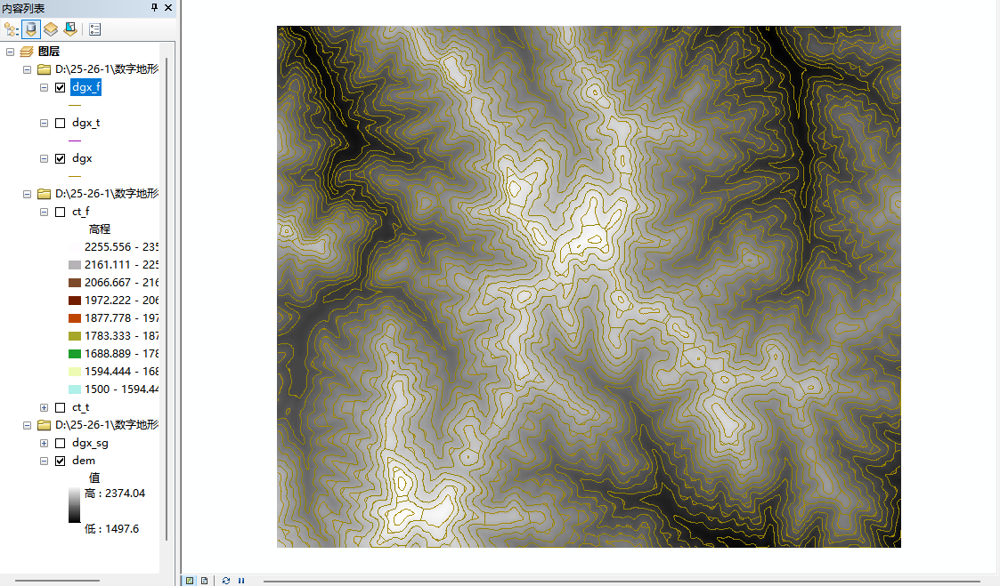 内容列表
图层
D:\25-26-1\数字地形
dgx_f
dgx_t
dgx
D:\25-26-1\数字地形
ct_f
高程
2255.556 - 235
2161.111 - 225
2066.667 - 216
1972.222 - 206
1877.778 - 197
1783.333 - 187
1688.889 - 178
1594.444 - 168
1500 - 1594.44
ct_t
D:\25-26-1\数字地形
dgx_sg
dem
值
高 : 2374.04
低 : 1497.6